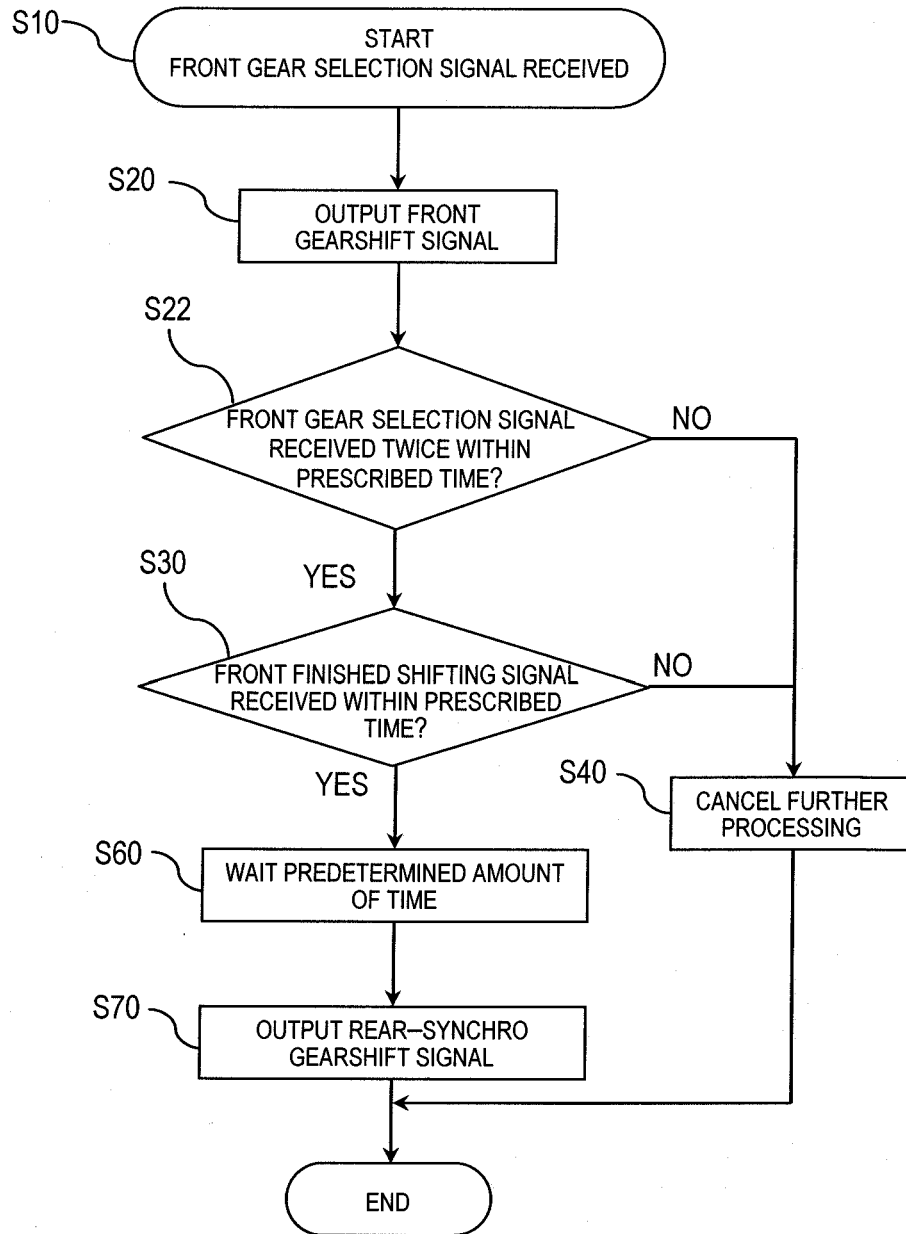 S10
START
FRONT GEAR SELECTION SIGNAL RECEIVED
S20
OUTPUT FRONT
GEARSHIFT SIGNAL
S22
FRONT GEAR SELECTION SIGNAL
RECEIVED TWICE WITHIN
PRESCRIBED TIME?
NO
YES
S30
FRONT FINISHED SHIFTING SIGNAL
RECEIVED WITHIN PRESCRIBED
TIME?
NO
YES
S40
CANCEL FURTHER
PROCESSING
S60
WAIT PREDETERMINED AMOUNT
OF TIME
S70
OUTPUT REAR–SYNCHRO
GEARSHIFT SIGNAL
END